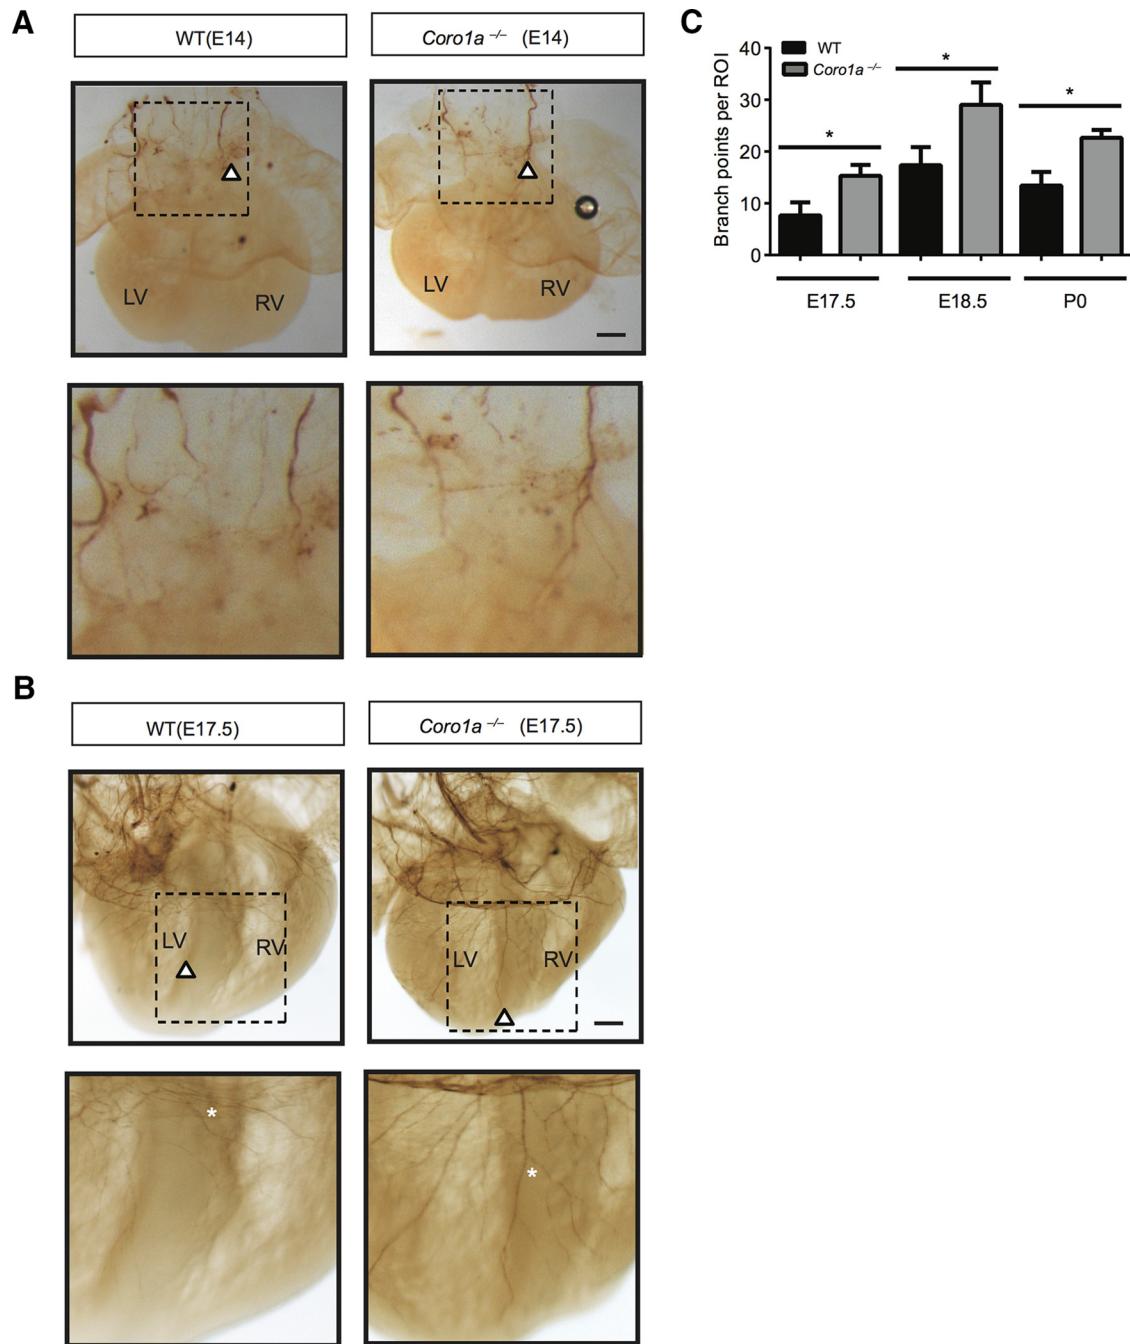 A
WT(E14)
Coro1a −/− (E14)
LV
RV
LV
RV
B
WT(E17.5)
Coro1a −/− (E17.5)
LV
RV
LV
RV
*
*
C
Branch points per ROI
40
30
20
10
0
WT
Coro1a −/−
*
*
*
E17.5
E18.5
P0